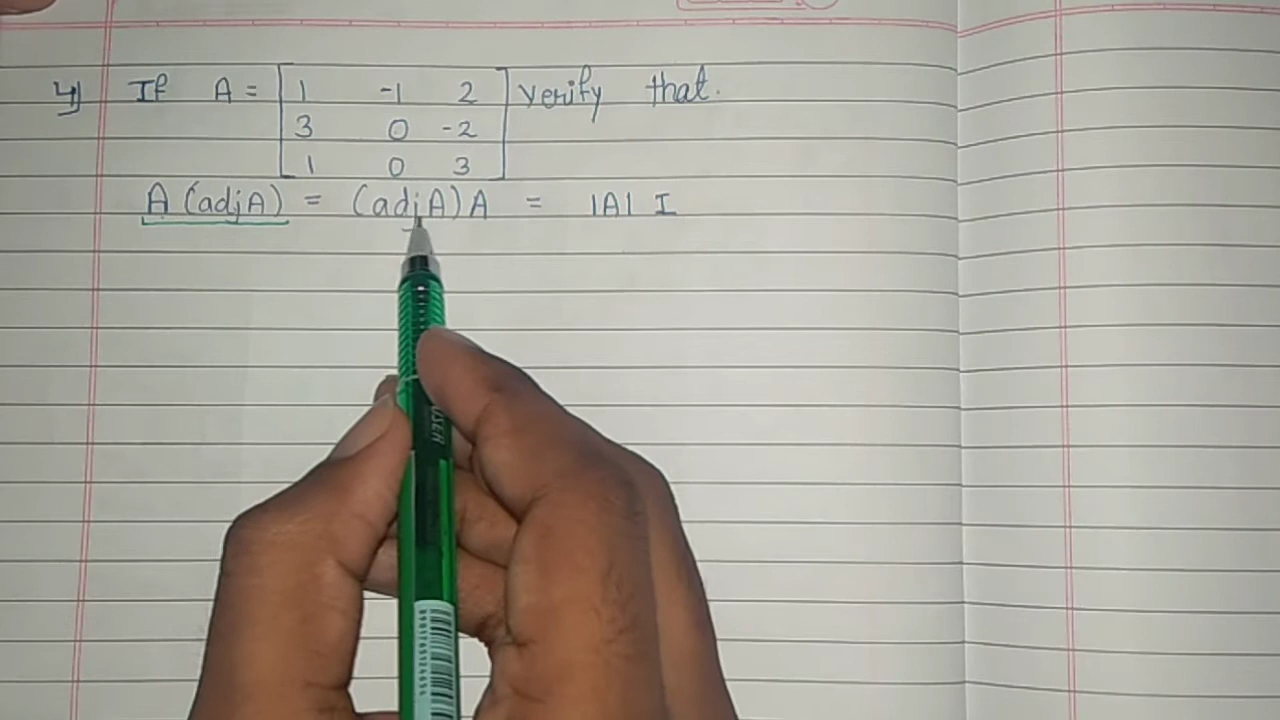 4) If A = [ 1 -1 2 ] verify that.
3 0 -2
1 0 3
A (adjA) = (adjA) A = |A| I